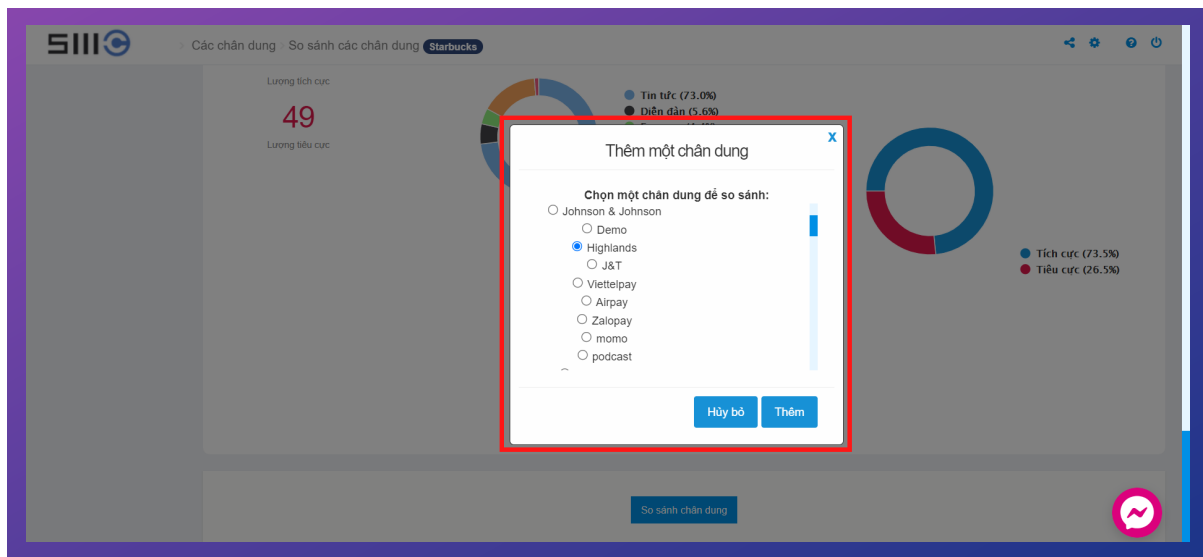 SMCC
Các chân dung > So sánh các chân dung Starbucks
Lượng tích cực
49
Lượng tiêu cực
Tin tức (73.0%)
Diễn đàn (5.6%)
Thêm một chân dung
X
Chọn một chân dung để so sánh:
Johnson & Johnson
Demo
Highlands
J&T
Viettelpay
Airpay
Zalopay
momo
podcast
Hủy bỏ
Thêm
Tích cực (73.5%)
Tiêu cực (26.5%)
So sánh chân dung